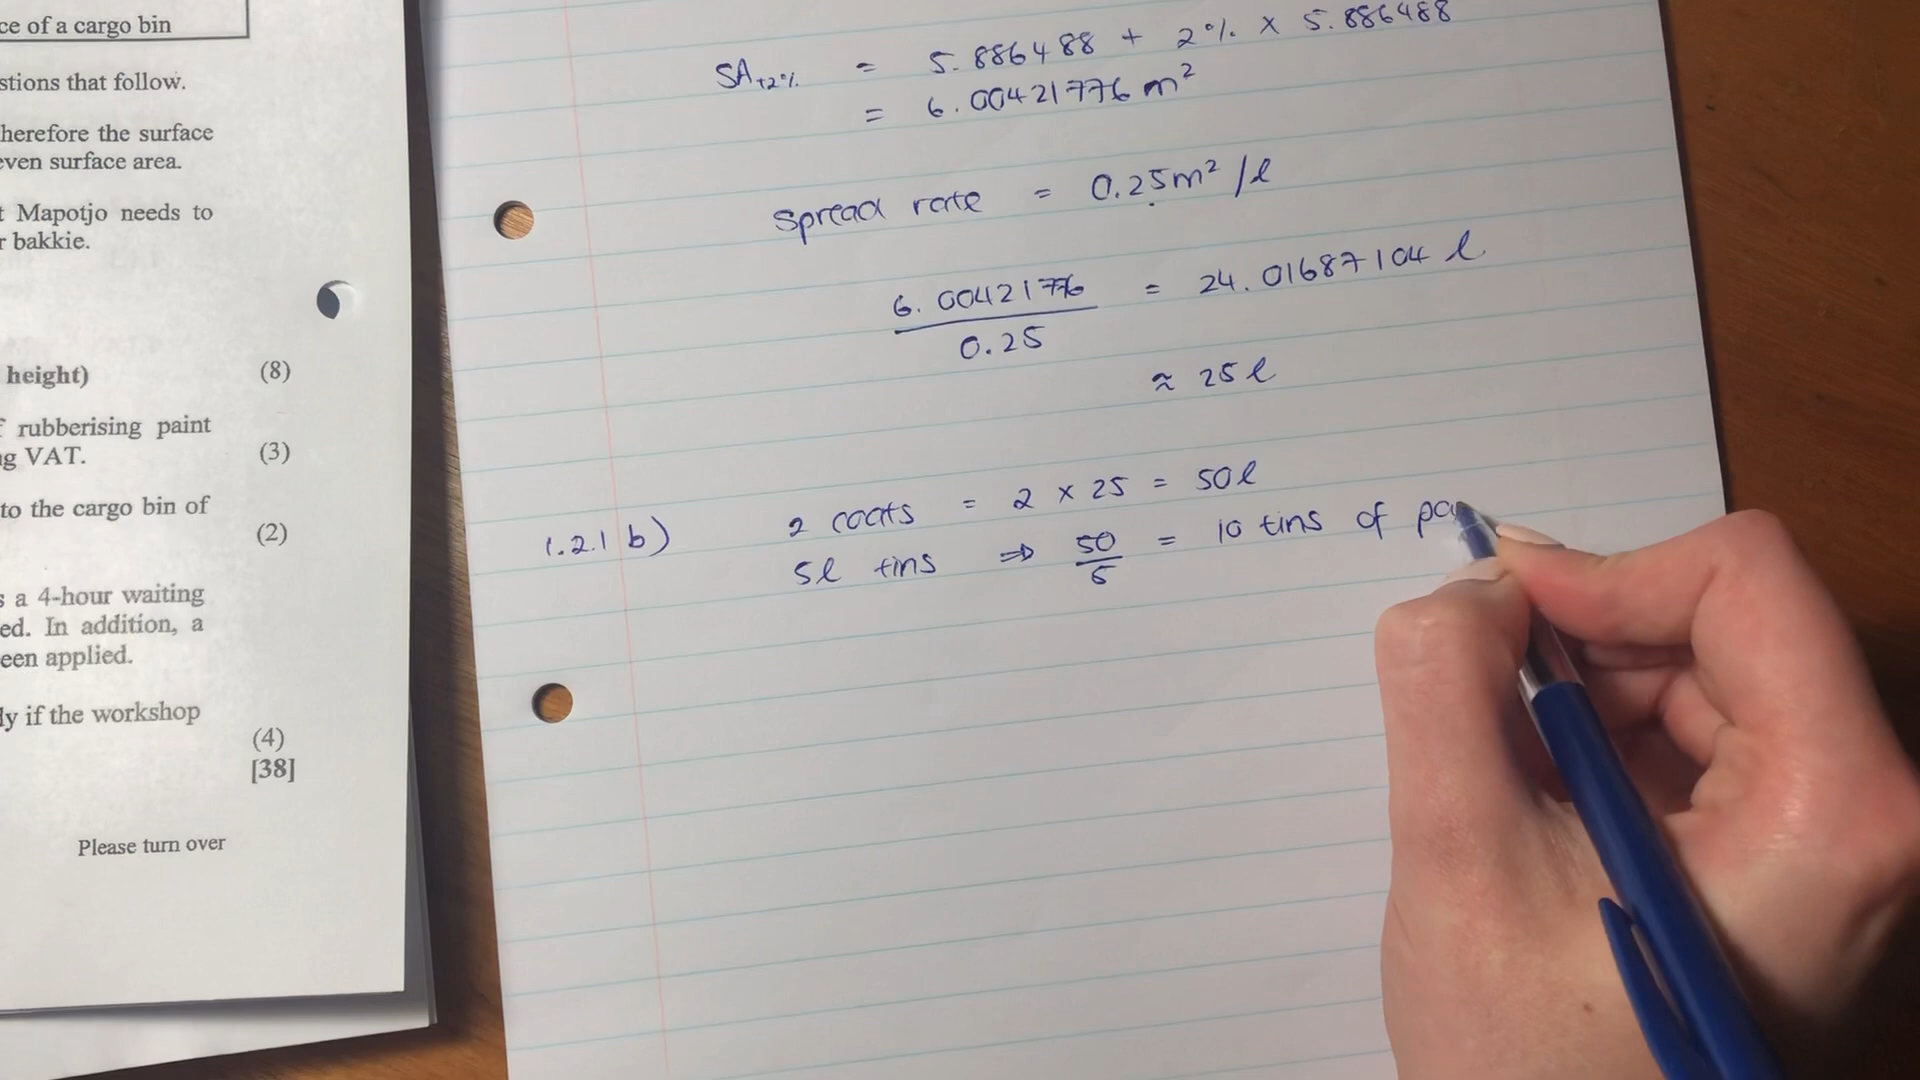 ce of a cargo bin
stions that follow.
herefore the surface
even surface area.
t Mapotjo needs to
r bakkie.
height) (8)
f rubberising paint
g VAT. (3)
to the cargo bin of
(2)
s a 4-hour waiting
ed. In addition, a
een applied.
ly if the workshop
(4)
[38]
Please turn over
SA+2% = 5.886488 + 2% × 5.886488
= 6.00421776 m²
Spread rate = 0.25m²/l
6.00421776 = 24.01687104 l
0.25
≈ 25l
1.2.1 b) 2 coats = 2 × 25 = 50l
5l tins ⇒ 50/5 = 10 tins of pa